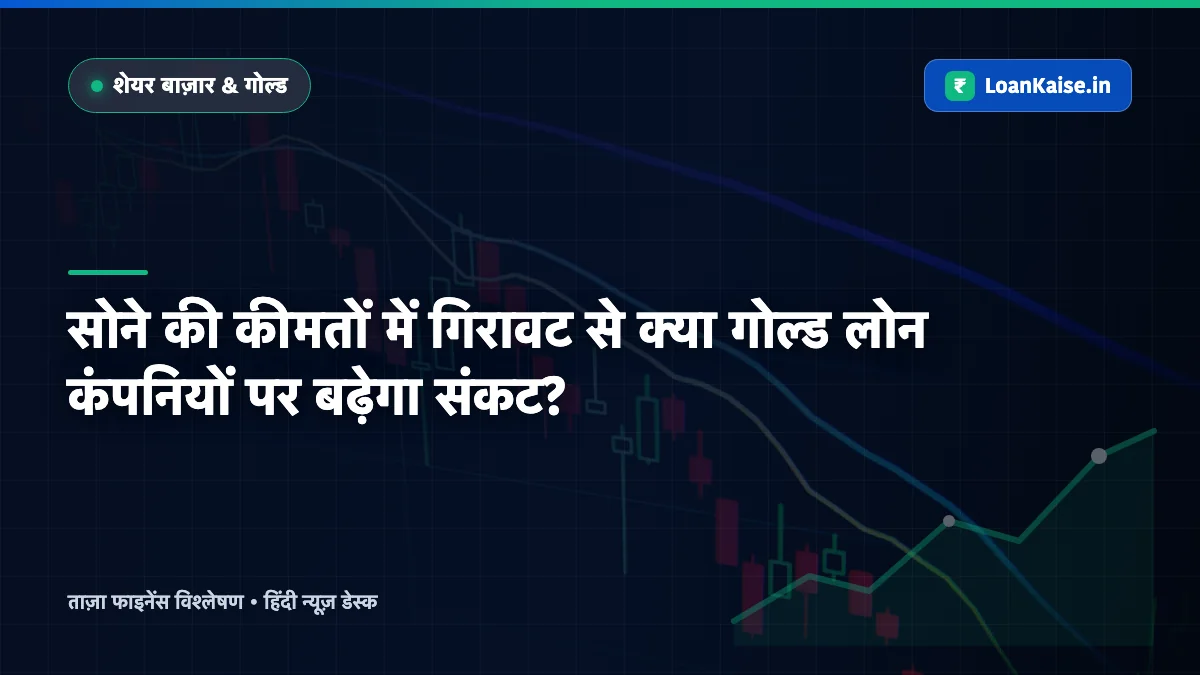 शेयर बाज़ार & गोल्ड
₹ LoanKaise.in
सोने की कीमतों में गिरावट से क्या गोल्ड लोन
कंपनियों पर बढ़ेगा संकट?
ताज़ा फाइनेंस विश्लेषण • हिंदी न्यूज़ डेस्क